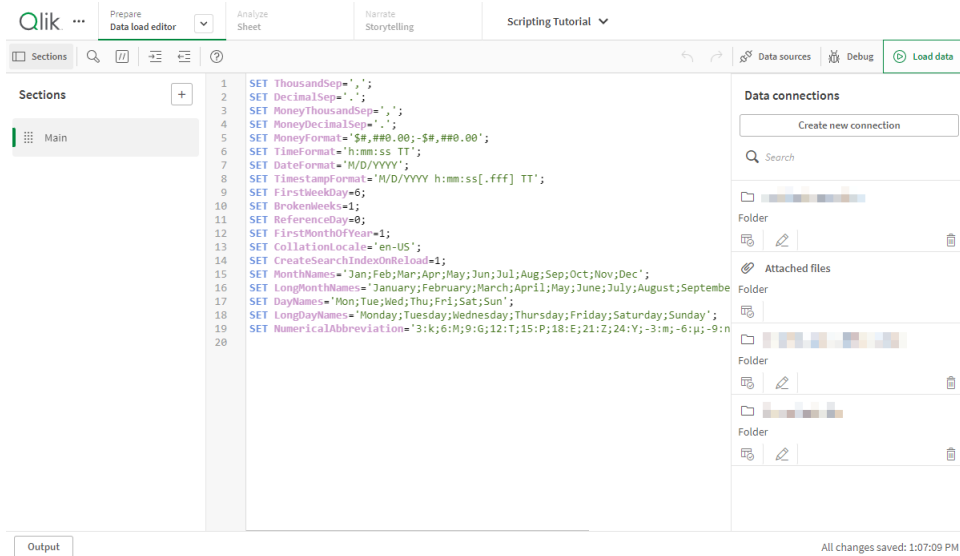 Qlik
Prepare
Data load editor
Analyze
Sheet
Narrate
Storytelling
Scripting Tutorial
Sections
Data sources
Debug
Load data
Sections
Main
1 SET ThousandSep=',';
2 SET DecimalSep='.';
3 SET MoneyThousandSep=',';
4 SET MoneyDecimalSep='.';
5 SET MoneyFormat='$#,##0.00;-$#,##0.00';
6 SET TimeFormat='h:mm:ss TT';
7 SET DateFormat='M/D/YYYY';
8 SET TimestampFormat='M/D/YYYY h:mm:ss[.fff] TT';
9 SET FirstWeekDay=6;
10 SET BrokenWeeks=1;
11 SET ReferenceDay=0;
12 SET FirstMonthOfYear=1;
13 SET CollationLocale='en-US';
14 SET CreateSearchIndexOnReload=1;
15 SET MonthNames='Jan;Feb;Mar;Apr;May;Jun;Jul;Aug;Sep;Oct;Nov;Dec';
16 SET LongMonthNames='January;February;March;April;May;June;July;August;Septembe
17 SET DayNames='Mon;Tue;Wed;Thu;Fri;Sat;Sun';
18 SET LongDayNames='Monday;Tuesday;Wednesday;Thursday;Friday;Saturday;Sunday';
19 SET NumericalAbbreviation='3:k;6:M;9:G;12:T;15:P;18:E;21:Z;24:Y;-3:m;-6:μ;-9:n
20
Data connections
Create new connection
Search
Folder
Attached files
Folder
Folder
Folder
Output
All changes saved: 1:07:09 PM